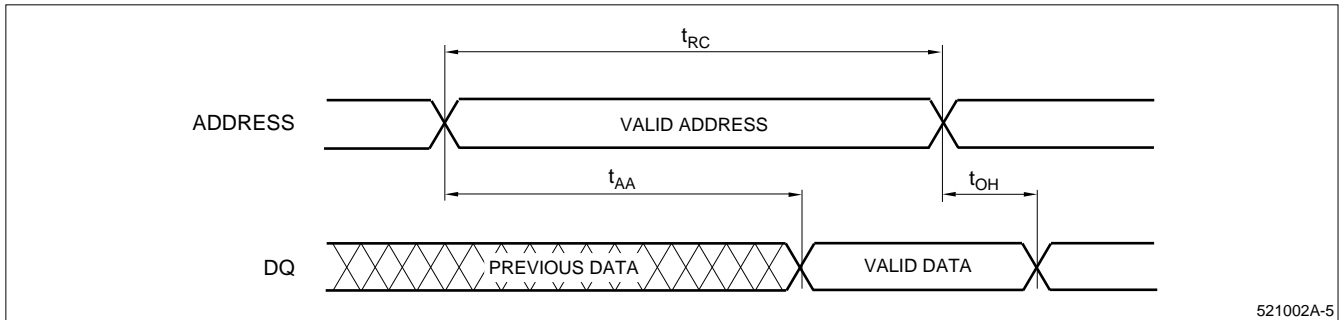 tRC
ADDRESS VALID ADDRESS
tAA tOH
DQ PREVIOUS DATA VALID DATA
521002A-5